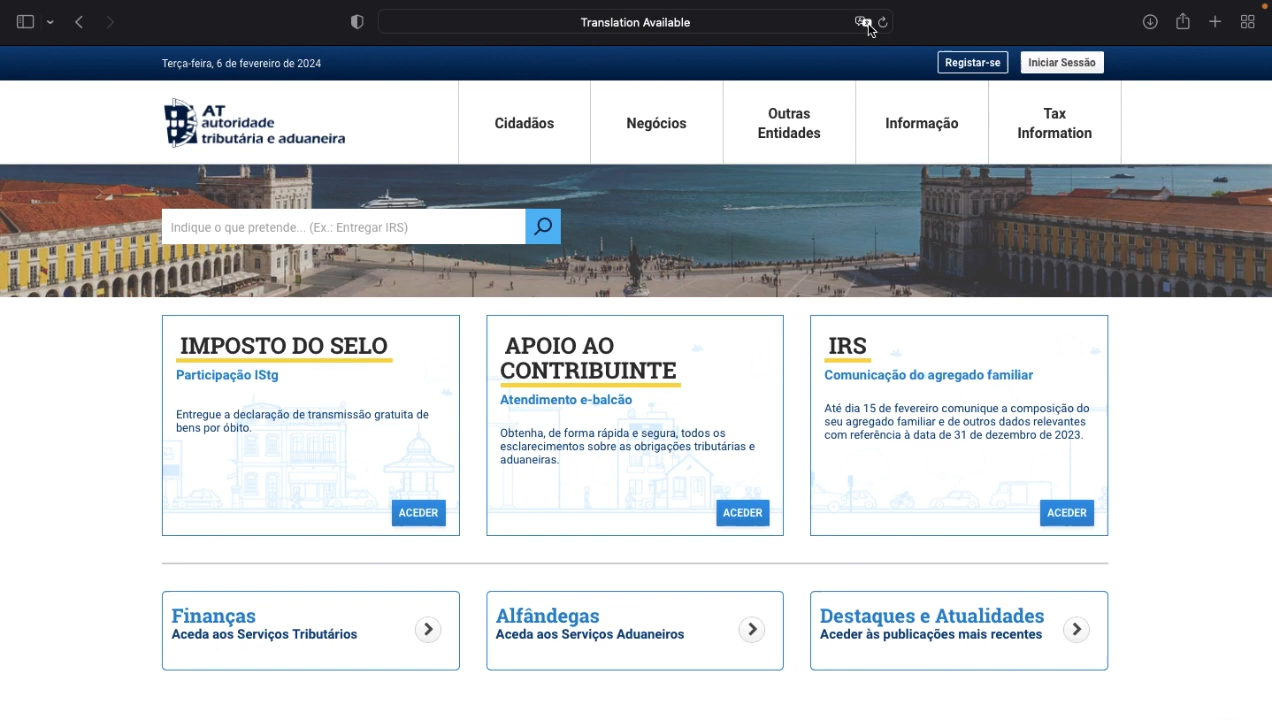 Translation Available
Terça-feira, 6 de fevereiro de 2024
Registar-se
Iniciar Sessão
AT
autoridade
tributária e aduaneira
Cidadãos
Negócios
Outras
Entidades
Informação
Tax
Information
Indique o que pretende... (Ex.: Entregar IRS)
IMPOSTO DO SELO
Participação IStg
Entregue a declaração de transmissão gratuita de
bens por óbito.
ACEDER
APOIO AO
CONTRIBUINTE
Atendimento e-balcão
Obtenha, de forma rápida e segura, todos os
esclarecimentos sobre as obrigações tributárias e
aduaneiras.
ACEDER
IRS
Comunicação do agregado familiar
Até dia 15 de fevereiro comunique a composição do
seu agregado familiar e de outros dados relevantes
com referência à data de 31 de dezembro de 2023.
ACEDER
Finanças
Aceda aos Serviços Tributários
Alfândegas
Aceda aos Serviços Aduaneiros
Destaques e Atualidades
Aceder às publicações mais recentes